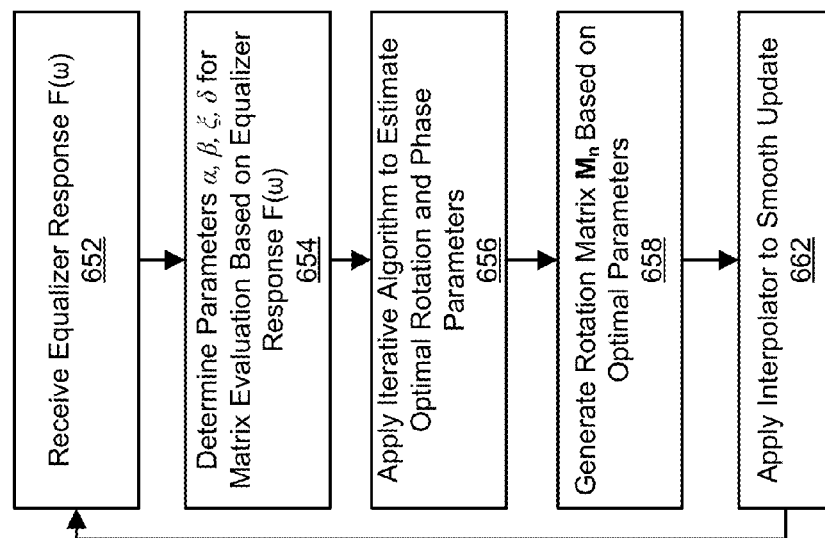 Receive Equalizer Response F(ω)
652
Determine Parameters α, β, ξ, δ for
Matrix Evaluation Based on Equalizer
Response F(ω)
654
Apply Iterative Algorithm to Estimate
Optimal Rotation and Phase
Parameters
656
Generate Rotation Matrix Mn Based on
Optimal Parameters
658
Apply Interpolator to Smooth Update
662